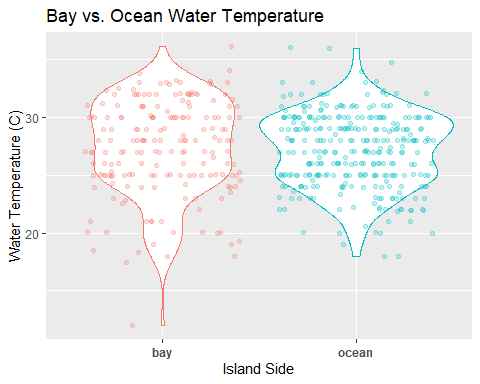 Bay vs. Ocean Water Temperature
Water Temperature (C)
30
20
bay
ocean
Island Side